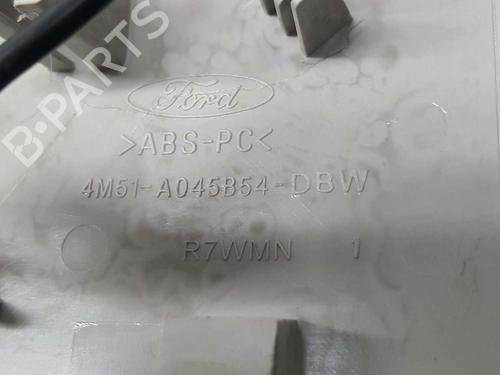 B-PARTS
Ford
>ABS-PC<
4M51-A045B54-DBW
R7WMN 1